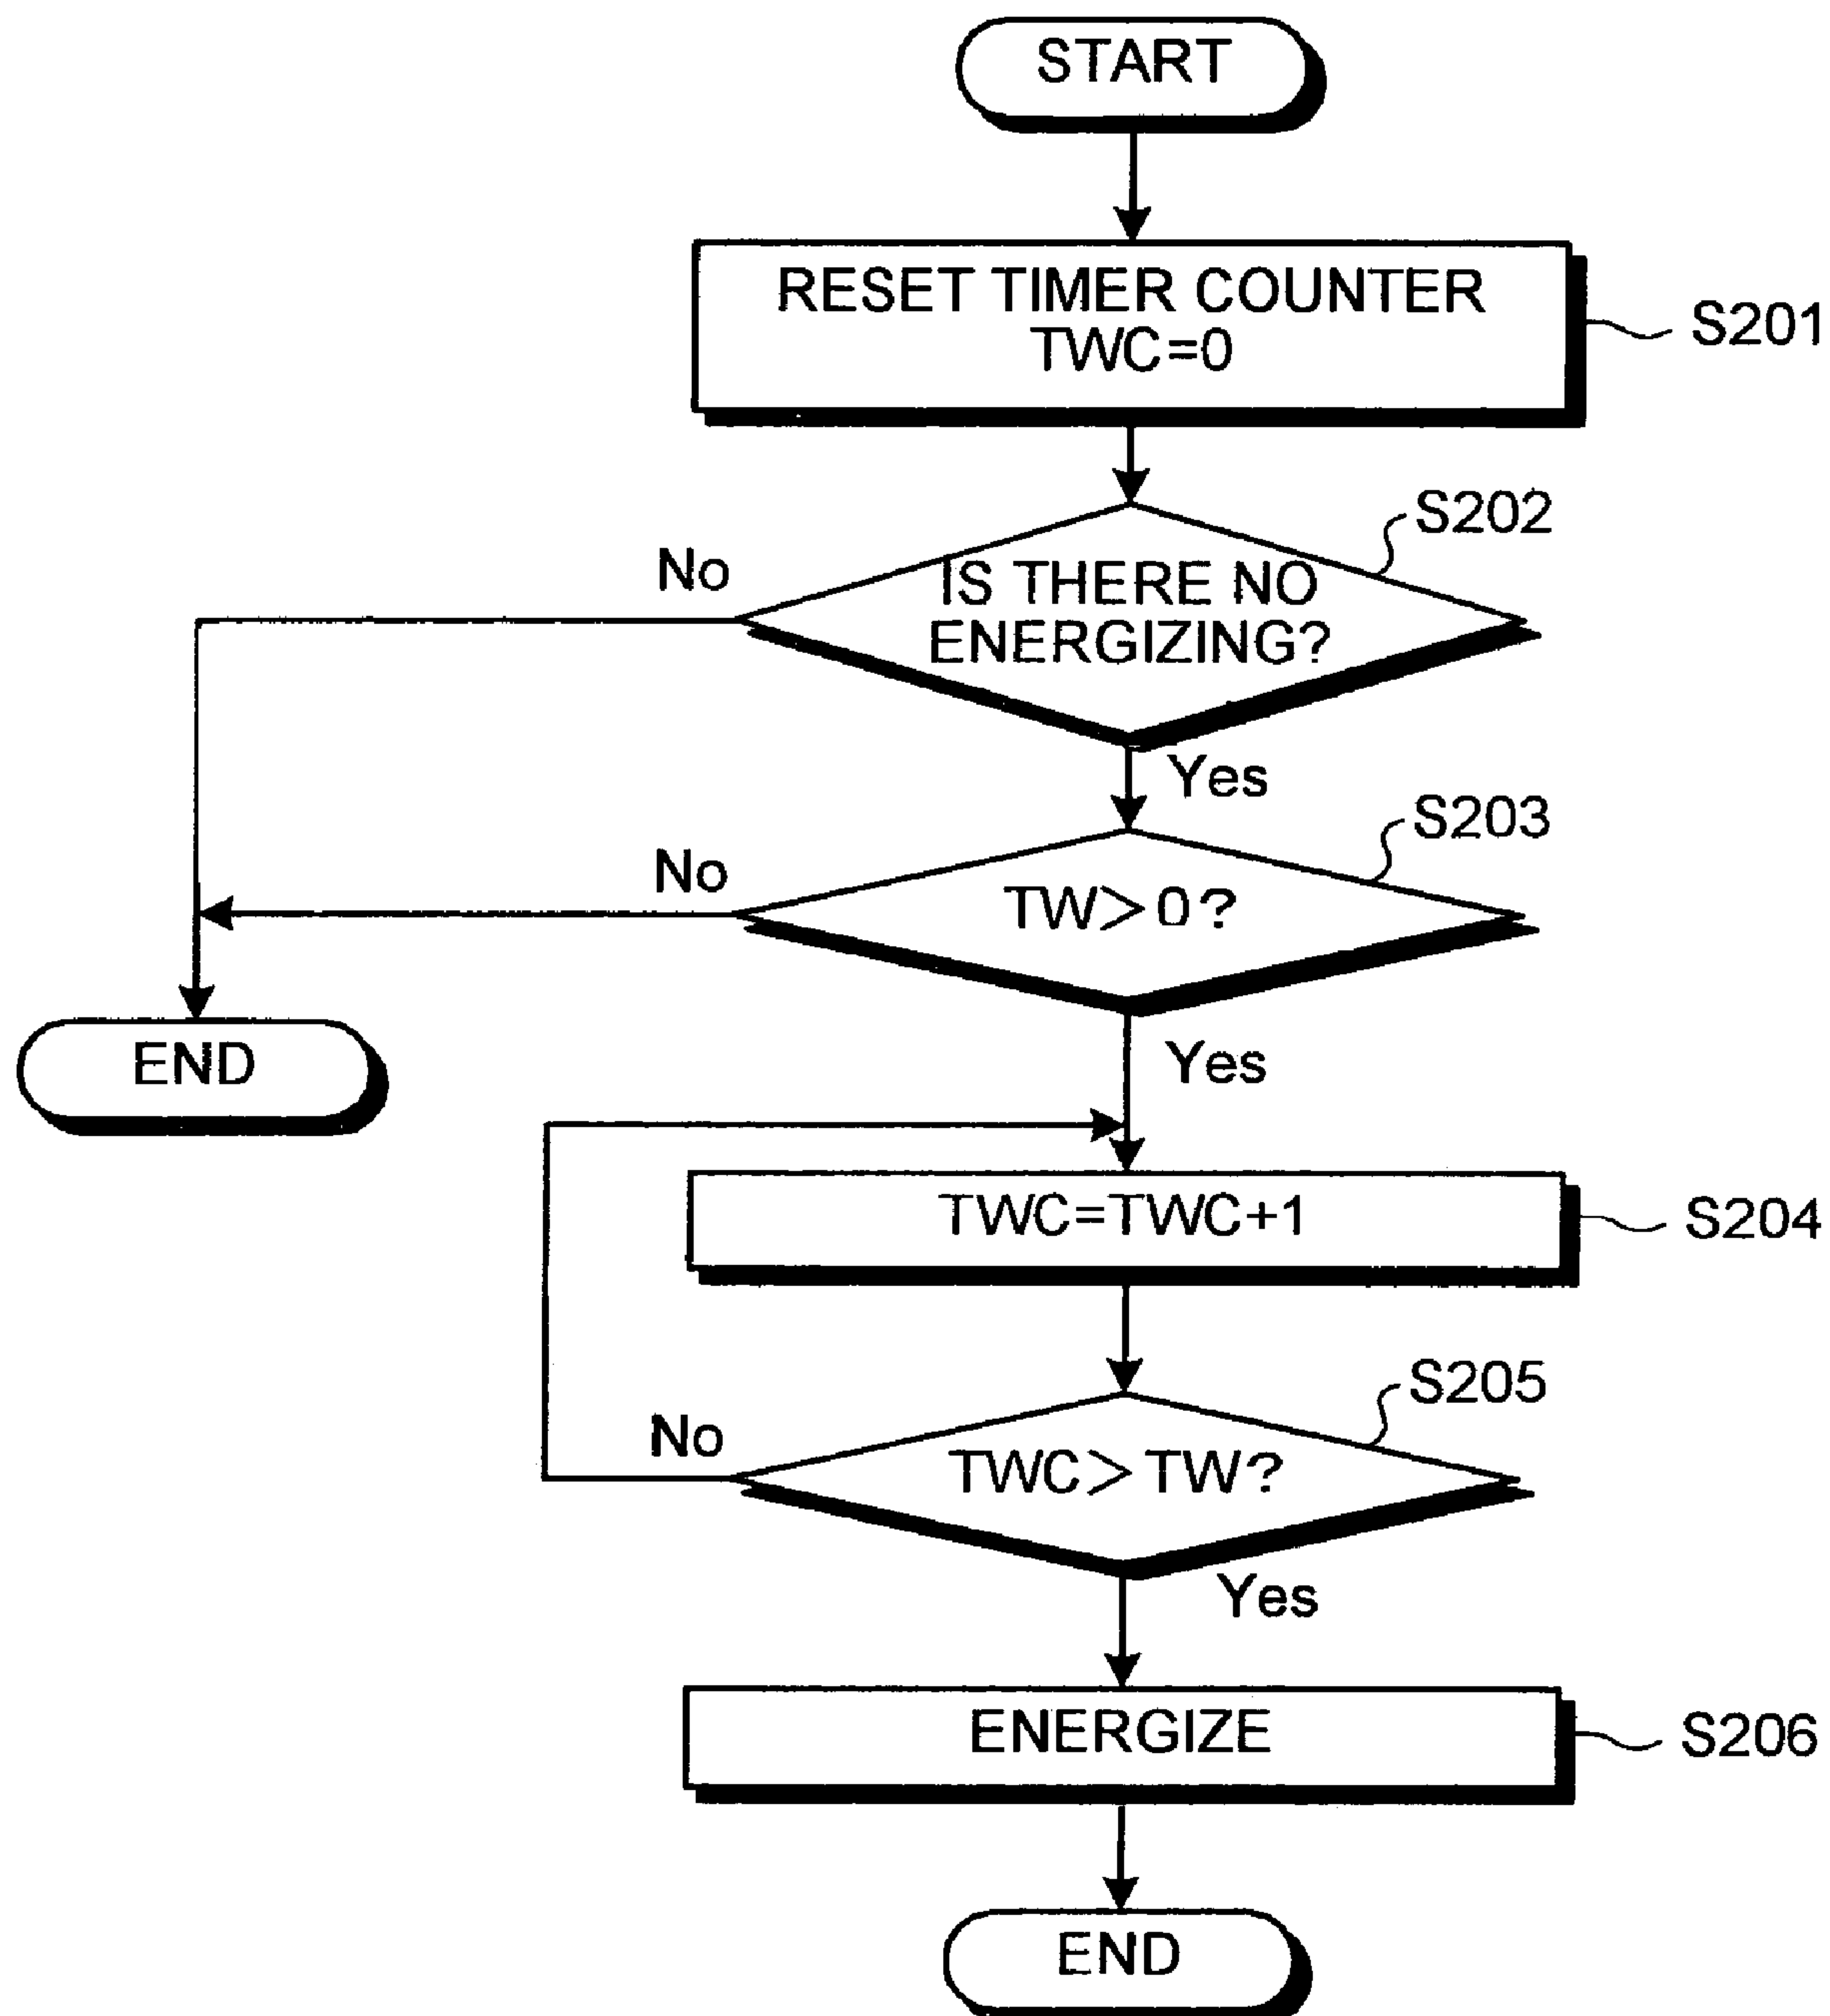 START
RESET TIMER COUNTER
TWC=0
S201
S202
No
IS THERE NO
ENERGIZING?
Yes
S203
No
TW>0?
END
Yes
TWC=TWC+1
S204
S205
No
TWC>TW?
Yes
ENERGIZE
S206
END